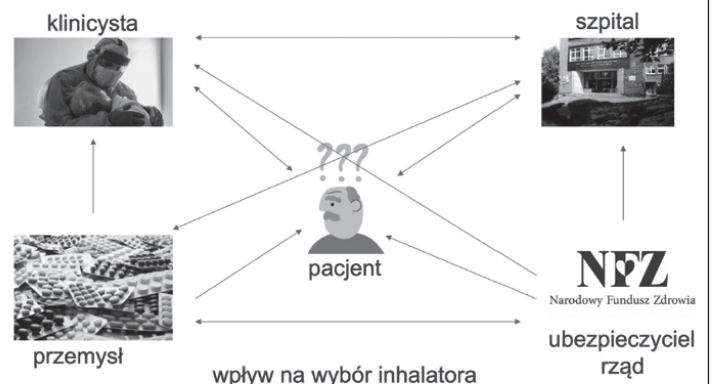 klinicysta
szpital
???
pacjent
NFZ
Narodowy Fundusz Zdrowia
przemysł
ubezpieczyciel
rząd
wpływ na wybór inhalatora